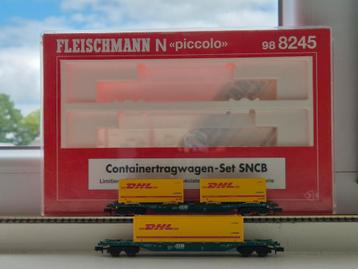 FLEISCHMANN N «piccolo» 98 8245
Containertragwagen-Set SNCB
DHL
DHL
DHL